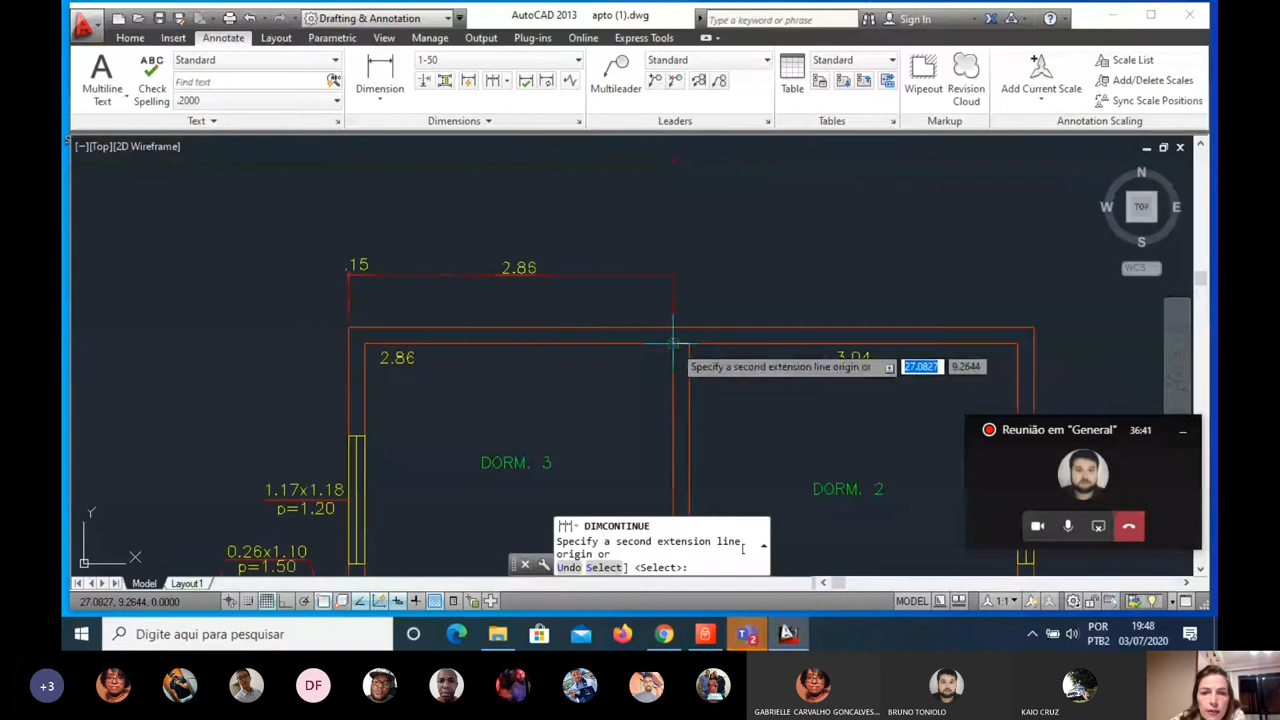 AutoCAD 2013 apto (1).dwg
Type a keyword or phrase
Sign In
Drafting & Annotation
Home Insert Annotate Layout Parametric View Manage Output Plug-ins Online Express Tools
Multiline Text
ABC
Check Spelling
Standard
Find text
.2000
Text
Dimension
1-50
Dimensions
Multileader
Standard
Leaders
Table
Standard
Tables
Wipeout
Revision Cloud
Markup
Add Current Scale
Scale List
Add/Delete Scales
Sync Scale Positions
Annotation Scaling
[−][Top][2D Wireframe]
N
W TOP E
S
WCS
.15 2.86
2.86 3.04
Specify a second extension line origin or 27.0827 9.2644
Reunião em "General" 36:41
DORM. 3
DORM. 2
1.17x1.18
p=1.20
0.26x1.10
p=1.50
Y
X
DIMCONTINUE
Specify a second extension line
origin or
Undo Select] <Select>:
Model Layout1
27.0827, 9.2644, 0.0000
MODEL
1:1
Digite aqui para pesquisar
2
POR
PTB2
19:48
03/07/2020
+3
DF
GABRIELLE CARVALHO GONCALVES...
BRUNO TONIOLO
KAIO CRUZ